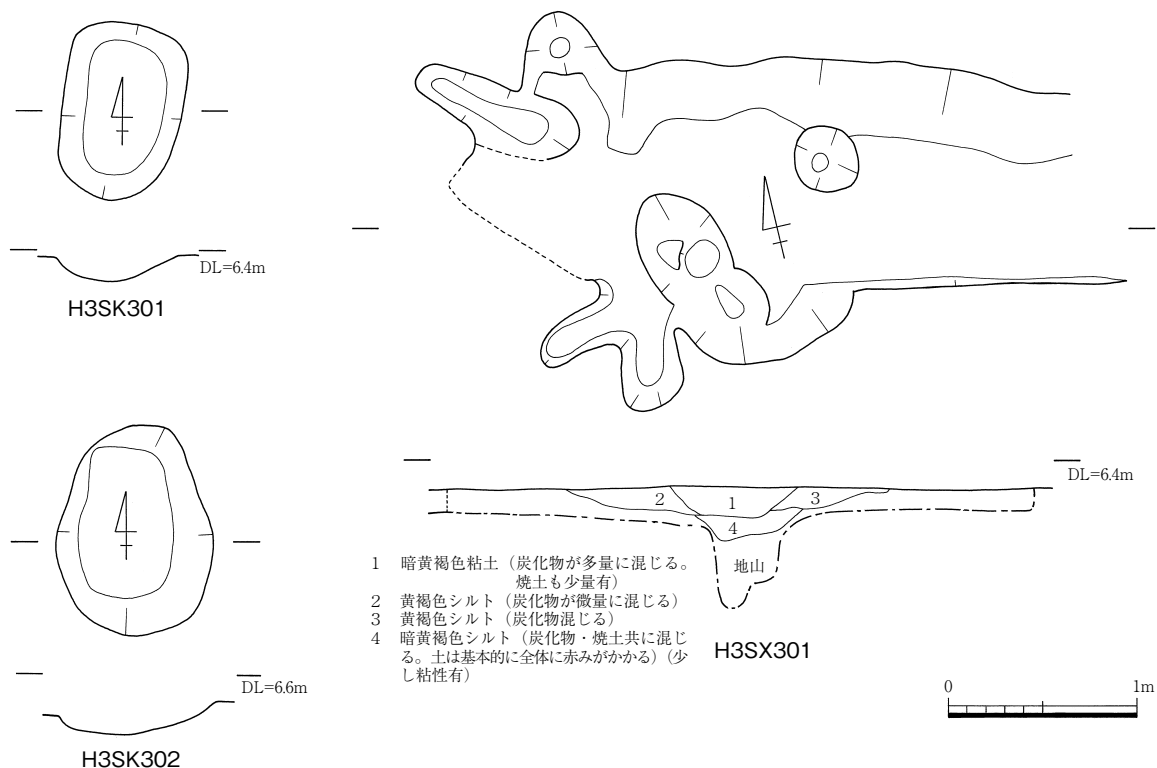 DL=6.4m
H3SK301
DL=6.6m
H3SK302
2
1
3
4
地山
DL=6.4m
1 暗黄褐色粘土（炭化物が多量に混じる。
焼土も少量有）
2 黄褐色シルト（炭化物が微量に混じる）
3 黄褐色シルト（炭化物混じる）
4 暗黄褐色シルト（炭化物・焼土共に混じ
る。土は基本的に全体に赤みがかかる）（少
し粘性有）
H3SX301
0 1m